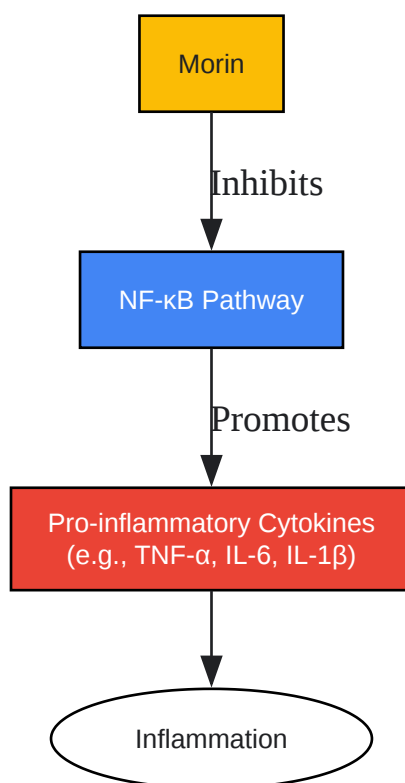 Morin
Inhibits
NF-κB Pathway
Promotes
Pro-inflammatory Cytokines
(e.g., TNF-α, IL-6, IL-1β)
Inflammation